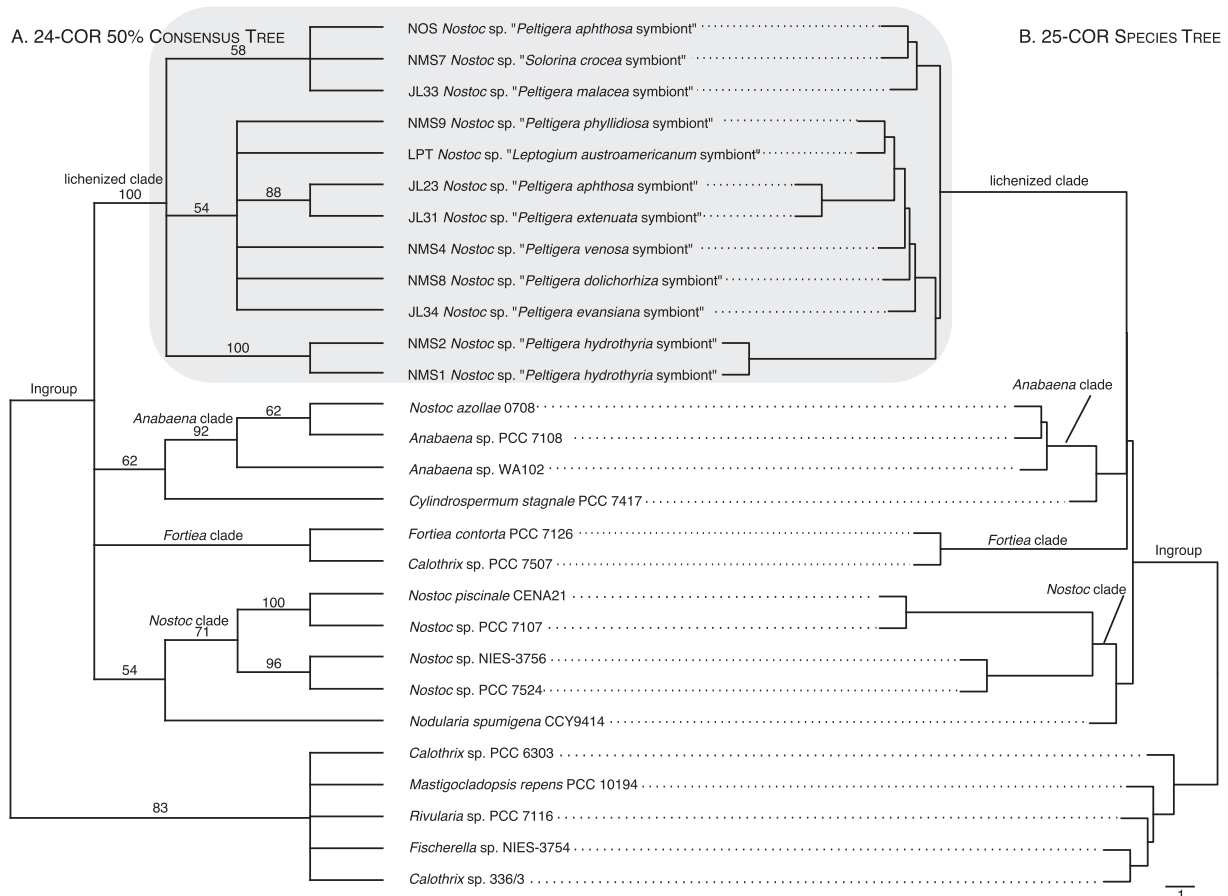 A. 24-COR 50% CONSENSUS TREE
B. 25-COR SPECIES TREE
58
NOS Nostoc sp. "Peltigera aphthosa symbiont"
NMS7 Nostoc sp. "Solorina crocea symbiont"
JL33 Nostoc sp. "Peltigera malacea symbiont"
NMS9 Nostoc sp. "Peltigera phyllidiosa symbiont"
LPT Nostoc sp. "Leptogium austroamericanum symbiont"
lichenized clade
100
88
54
JL23 Nostoc sp. "Peltigera aphthosa symbiont"
lichenized clade
JL31 Nostoc sp. "Peltigera extenuata symbiont"
NMS4 Nostoc sp. "Peltigera venosa symbiont"
NMS8 Nostoc sp. "Peltigera dolichorhiza symbiont"
JL34 Nostoc sp. "Peltigera evansiana symbiont"
100
NMS2 Nostoc sp. "Peltigera hydrothyria symbiont"
NMS1 Nostoc sp. "Peltigera hydrothyria symbiont"
Ingroup
Anabaena clade
Anabaena clade
92
62
62
Nostoc azollae 0708
Anabaena sp. PCC 7108
Anabaena sp. WA102
Cylindrospermum stagnale PCC 7417
Fortiea clade
Fortiea contorta PCC 7126
Fortiea clade
Calothrix sp. PCC 7507
Ingroup
Nostoc clade
Nostoc clade
71
100
96
54
Nostoc piscinale CENA21
Nostoc sp. PCC 7107
Nostoc sp. NIES-3756
Nostoc sp. PCC 7524
Nodularia spumigena CCY9414
Calothrix sp. PCC 6303
Mastigocladopsis repens PCC 10194
83
Rivularia sp. PCC 7116
Fischerella sp. NIES-3754
Calothrix sp. 336/3
1